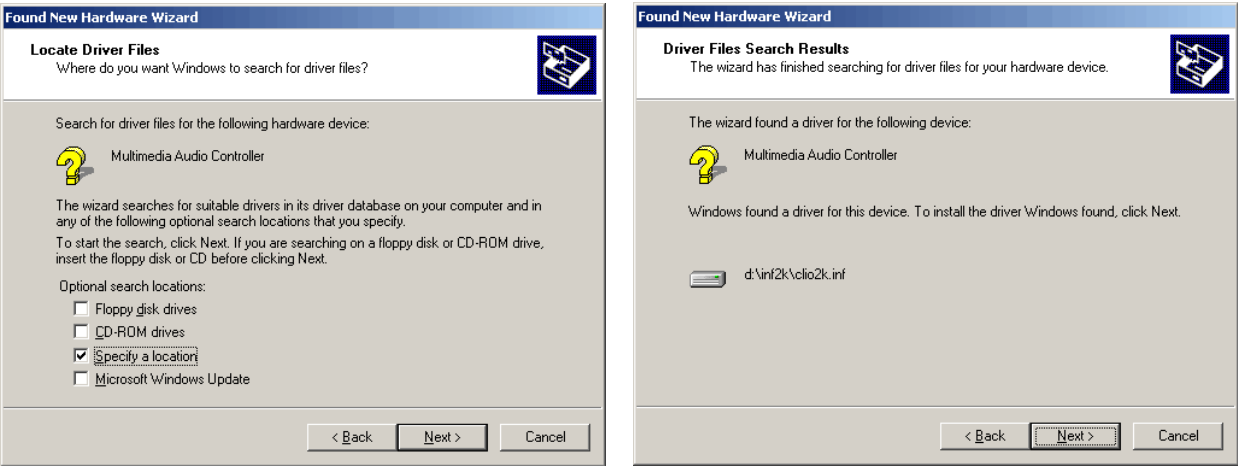 Found New Hardware Wizard
Locate Driver Files
Where do you want Windows to search for driver files?
Search for driver files for the following hardware device:
Multimedia Audio Controller
The wizard searches for suitable drivers in its driver database on your computer and in
any of the following optional search locations that you specify.
To start the search, click Next. If you are searching on a floppy disk or CD-ROM drive,
insert the floppy disk or CD before clicking Next.
Optional search locations:
Floppy disk drives
CD-ROM drives
Specify a location
Microsoft Windows Update
< Back Next > Cancel
Found New Hardware Wizard
Driver Files Search Results
The wizard has finished searching for driver files for your hardware device.
The wizard found a driver for the following device:
Multimedia Audio Controller
Windows found a driver for this device. To install the driver Windows found, click Next.
d:\inf2k\clio2k.inf
< Back Next > Cancel